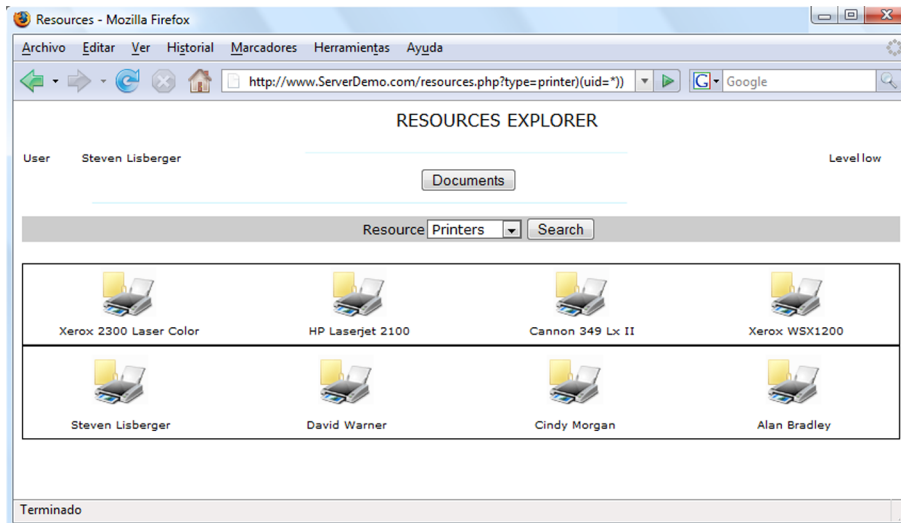 Resources - Mozilla Firefox
Archivo Editar Ver Historial Marcadores Herramientas Ayuda
http://www.ServerDemo.com/resources.php?type=printer)(uid=*)) G Google
RESOURCES EXPLORER
User Steven Lisberger Level low
Documents
Resource Printers Search
Xerox 2300 Laser Color HP Laserjet 2100 Cannon 349 Lx II Xerox WSX1200
Steven Lisberger David Warner Cindy Morgan Alan Bradley
Terminado